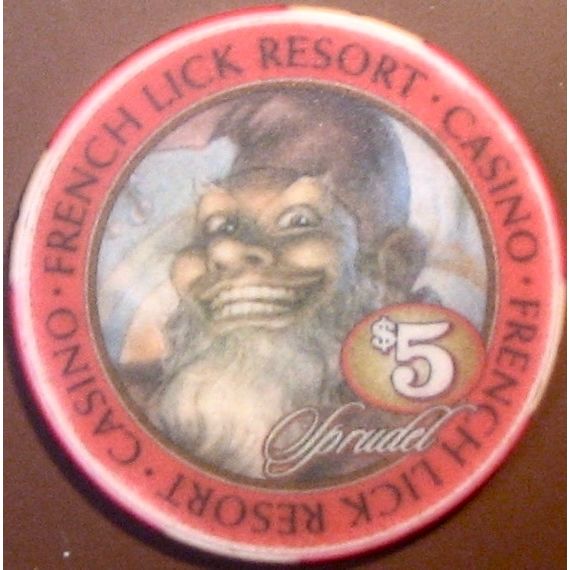 FRENCH LICK RESORT · CASINO · FRENCH LICK RESORT · CASINO ·
$5
Sprudel